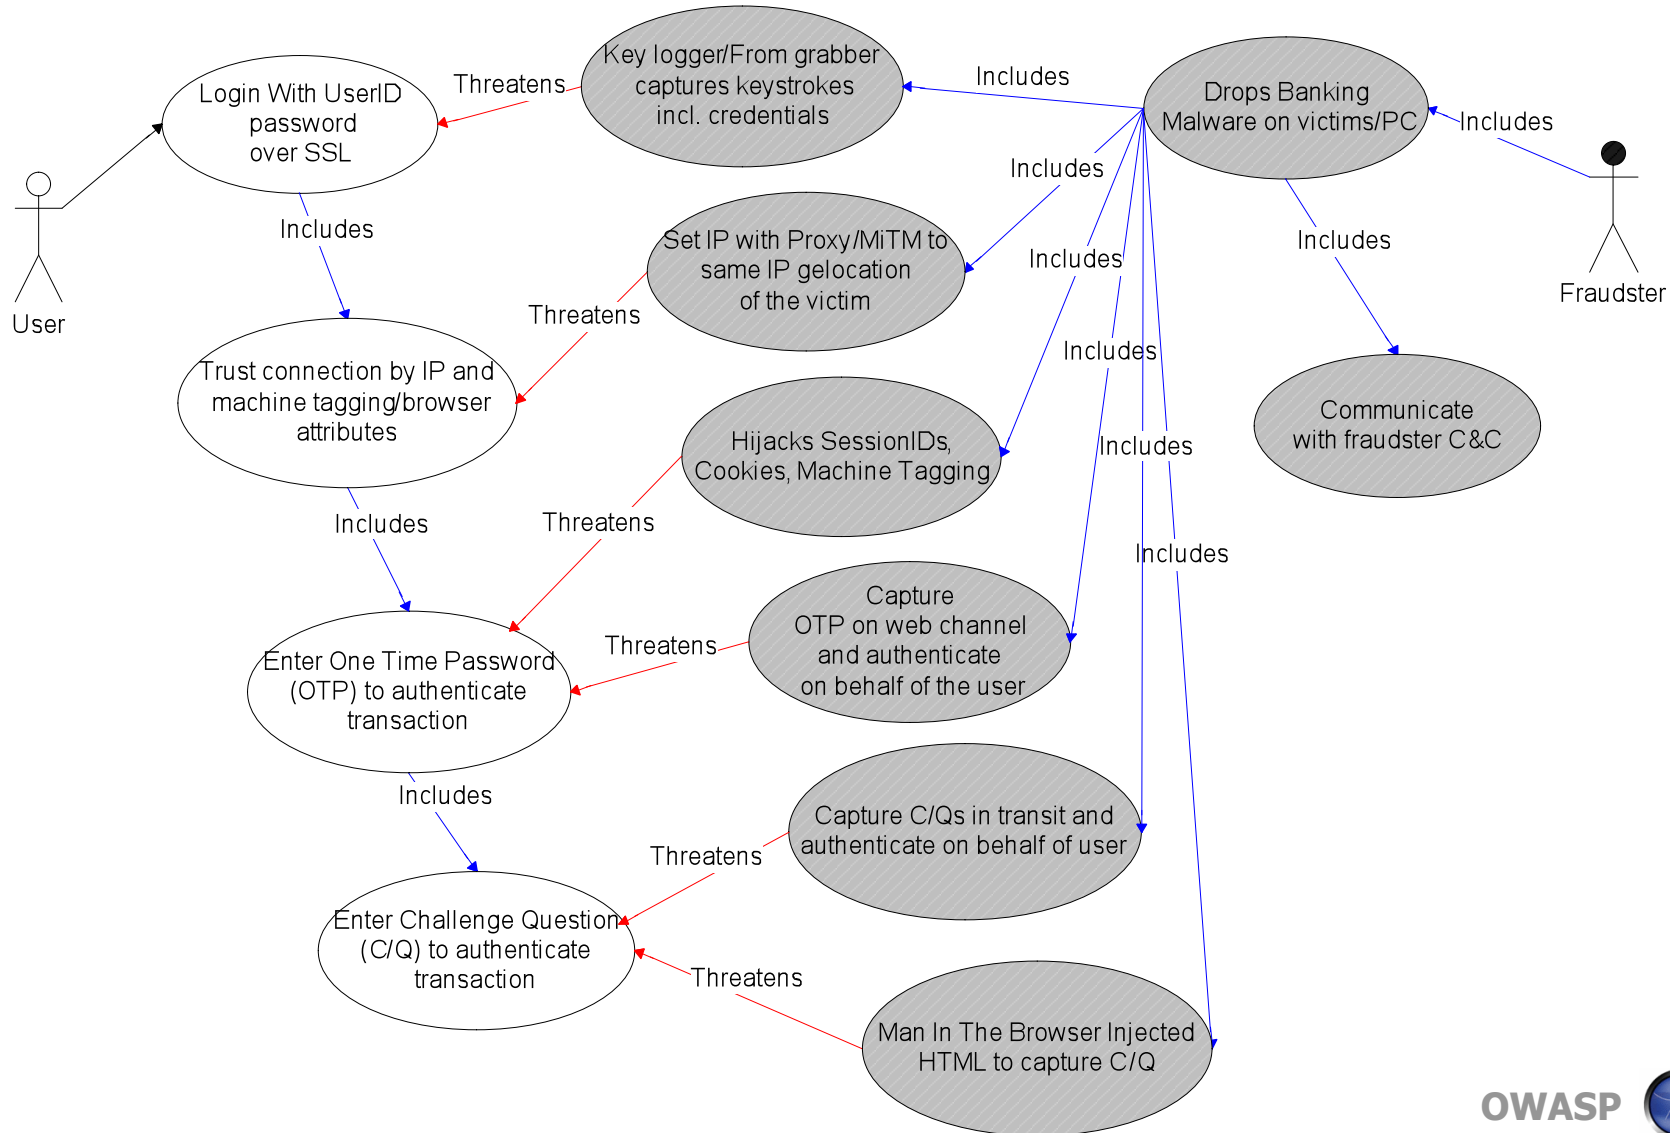 Key logger/From grabber
captures keystrokes
incl. credentials
Includes
Drops Banking
Malware on victims/PC
Includes
Threatens
Login With UserID
password
over SSL
User
Fraudster
Includes
Includes
Set IP with Proxy/MiTM to
same IP gelocation
of the victim
Includes
Includes
Threatens
Trust connection by IP and
machine tagging/browser
attributes
Includes
Communicate
with fraudster C&C
Hijacks SessionIDs,
Cookies, Machine Tagging
Includes
Includes
Threatens
Includes
Capture
OTP on web channel
and authenticate
on behalf of the user
Threatens
Enter One Time Password
(OTP) to authenticate
transaction
Includes
Capture C/Qs in transit and
authenticate on behalf of user
Threatens
Enter Challenge Question
(C/Q) to authenticate
transaction
Threatens
Man In The Browser Injected
HTML to capture C/Q
OWASP